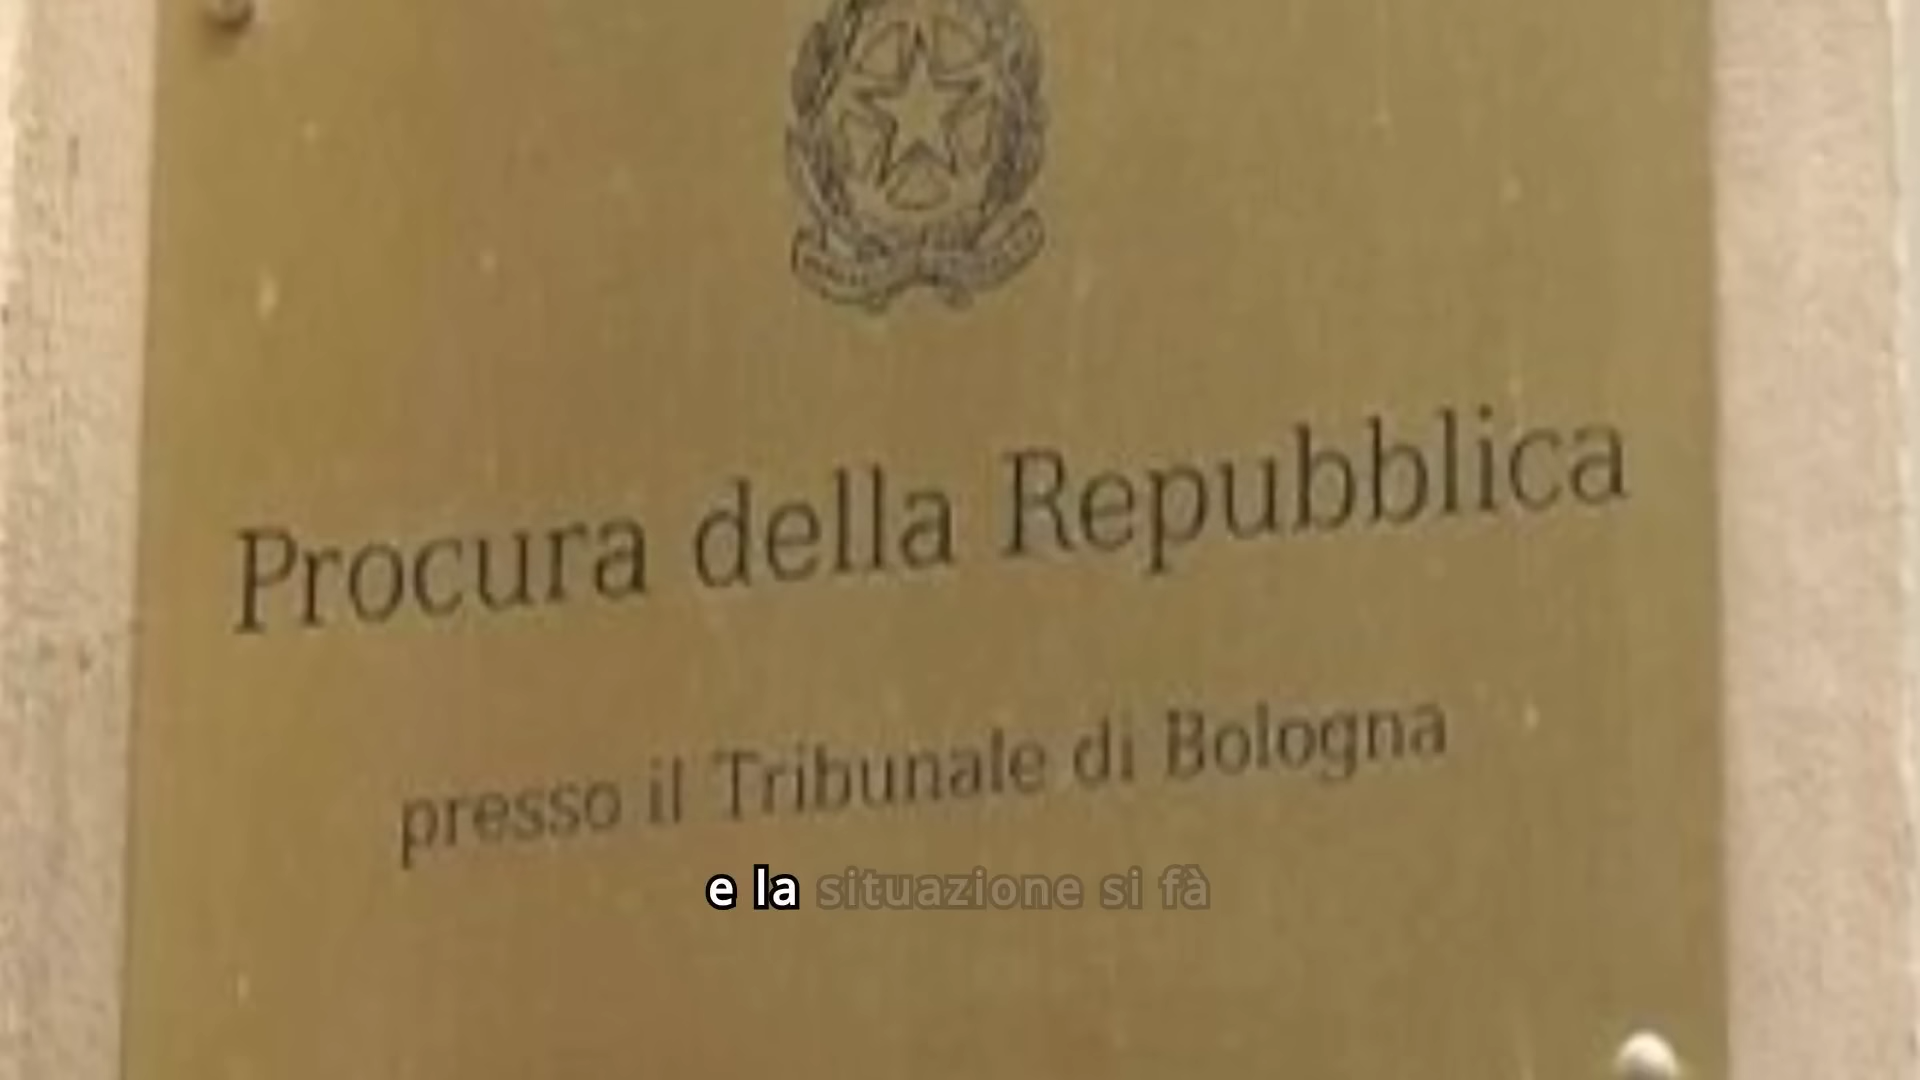 Procura della Repubblica
presso il Tribunale di Bologna
e la situazione si fà